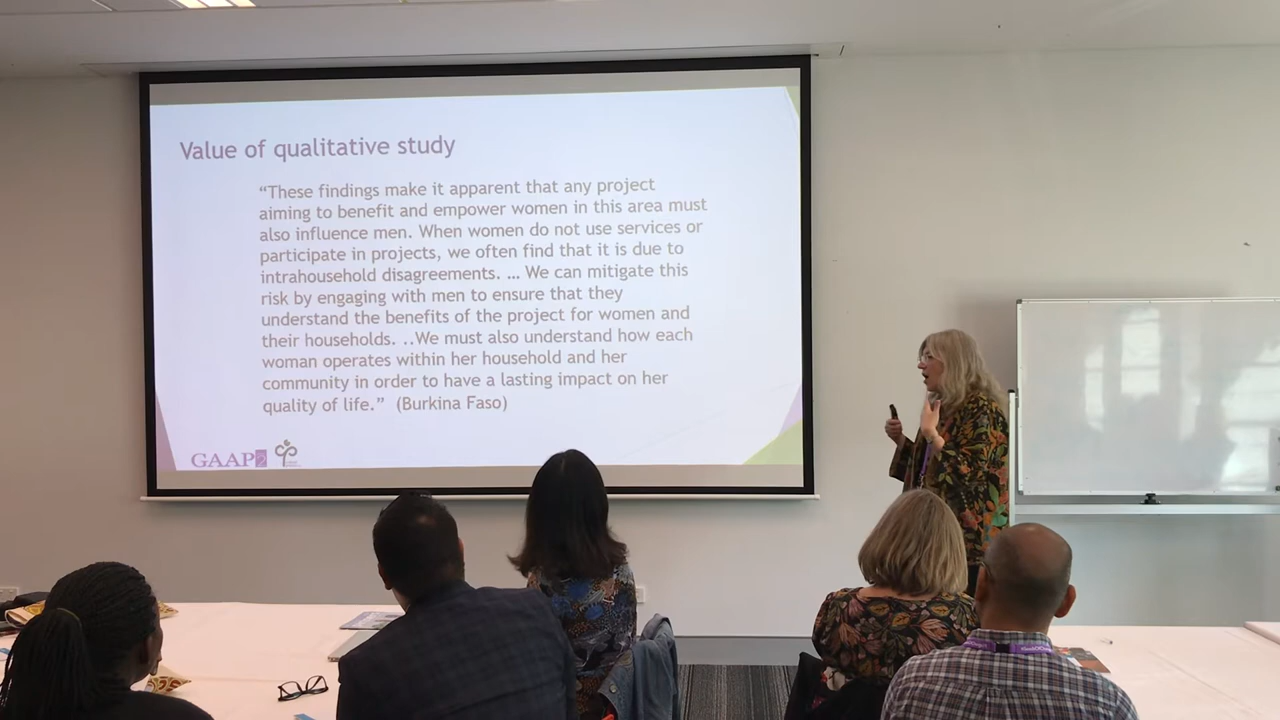 Value of qualitative study
“These findings make it apparent that any project
aiming to benefit and empower women in this area must
also influence men. When women do not use services or
participate in projects, we often find that it is due to
intrahousehold disagreements. … We can mitigate this
risk by engaging with men to ensure that they
understand the benefits of the project for women and
their households. ..We must also understand how each
woman operates within her household and her
community in order to have a lasting impact on her
quality of life.” (Burkina Faso)
GAAP2